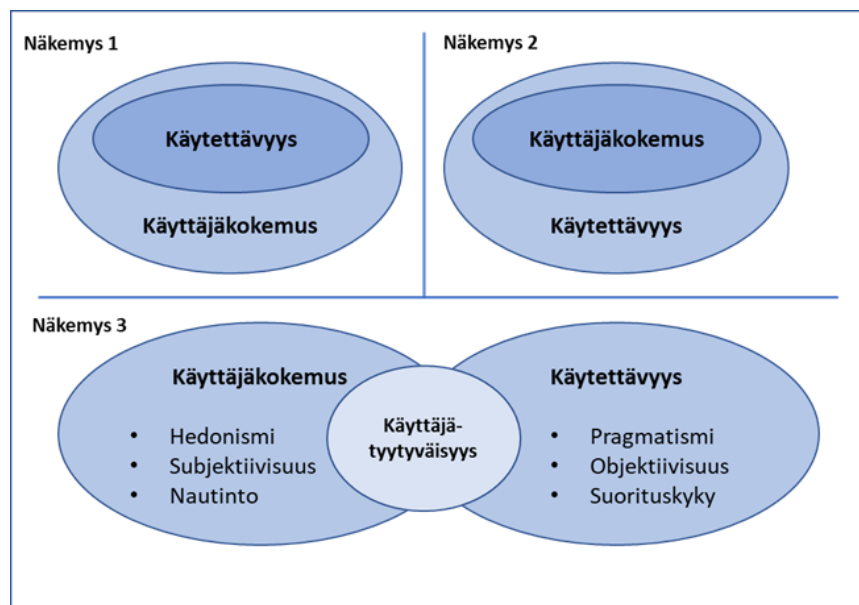 Näkemys 1
Käytettävyys
Käyttäjäkokemus
Näkemys 2
Käyttäjäkokemus
Käytettävyys
Näkemys 3
Käyttäjäkokemus
• Hedonismi
• Subjektiivisuus
• Nautinto
Käyttäjä-
tyytyväisyys
Käytettävyys
• Pragmatismi
• Objektiivisuus
• Suorituskyky